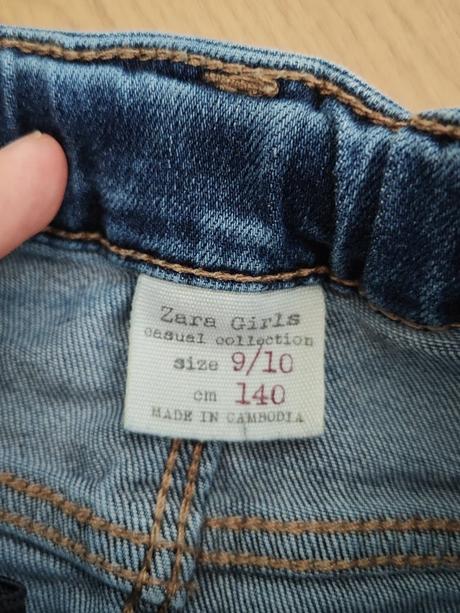 Zara Girls
casual collection
size 9/10
cm 140
MADE IN CAMBODIA